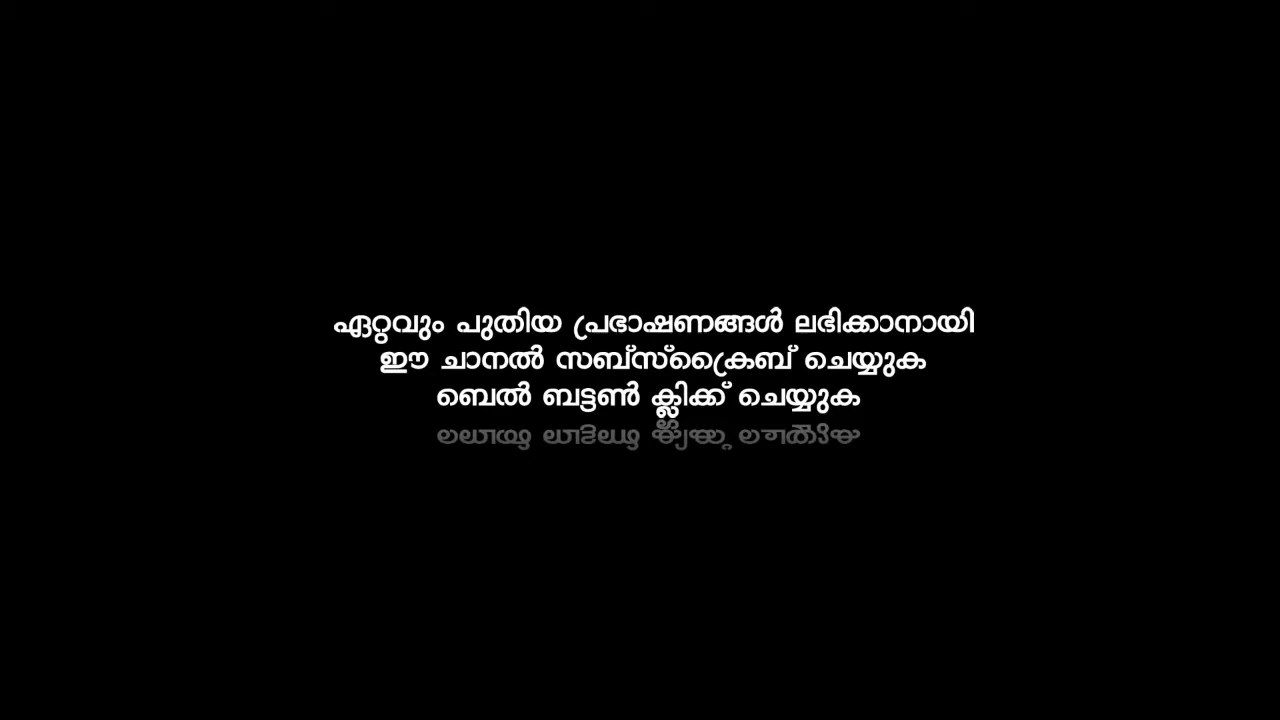 ഏറ്റവും പുതിയ പ്രഭാഷണങ്ങൾ ലഭിക്കാനായി
ഈ ചാനൽ സബ്സ്ക്രൈബ് ചെയ്യുക
ബെൽ ബട്ടൺ ക്ലിക്ക് ചെയ്യുക